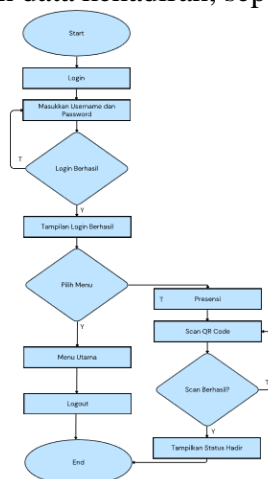 Start
Login
Masukkan Username dan
Password
T
Login Berhasil
Y
Tampilan Login Berhasil
Pilih Menu
T
Presensi
Y
Scan QR Code
Menu Utama
Scan Berhasil?
T
Logout
Y
Tampilkan Status Hadir
End